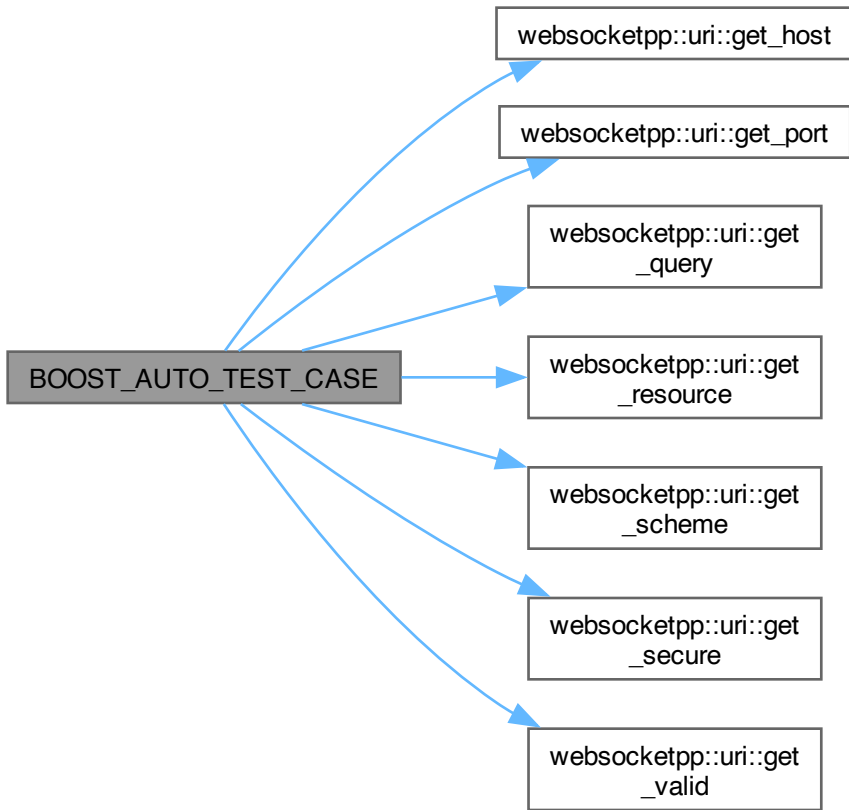 websocketpp::uri::get_host
websocketpp::uri::get_port
websocketpp::uri::get
_query
BOOST_AUTO_TEST_CASE
websocketpp::uri::get
_resource
websocketpp::uri::get
_scheme
websocketpp::uri::get
_secure
websocketpp::uri::get
_valid